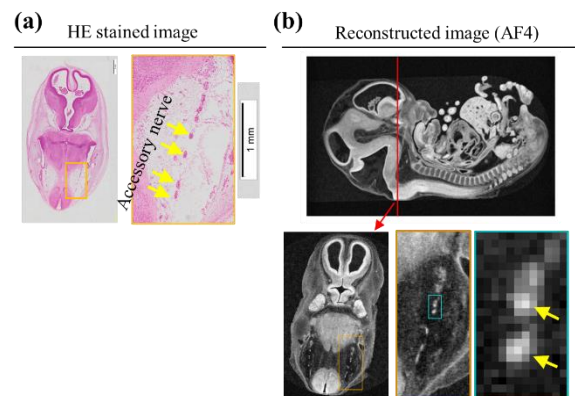 (a)
HE stained image
Accessory nerve
1 mm
(b)
Reconstructed image (AF4)